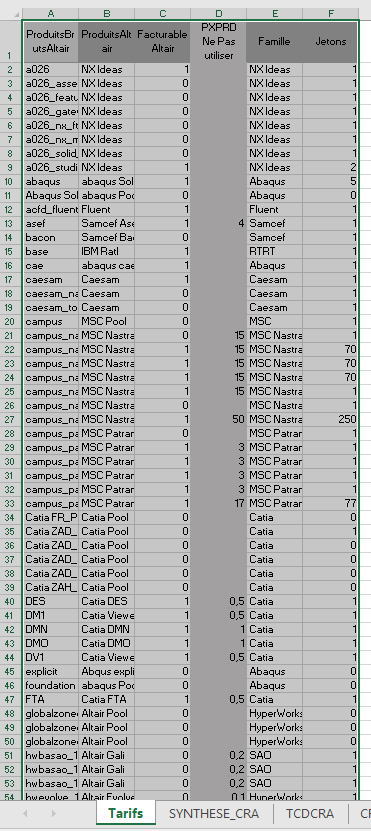 A B C D E F
1 ProduitsBrutsAltair ProduitsAltair Facturable Altair PXPRD Ne Pas utiliser Famille Jetons
2 a026 NX Ideas 1 NX Ideas 1
3 a026_asse NX Ideas 0 NX Ideas 1
4 a026_featu NX Ideas 0 NX Ideas 1
5 a026_gate NX Ideas 0 NX Ideas 1
6 a026_nx_ft NX Ideas 0 NX Ideas 1
7 a026_nx_m NX Ideas 0 NX Ideas 1
8 a026_solid_ NX Ideas 0 NX Ideas 1
9 a026_studi NX Ideas 1 NX Ideas 2
10 abaqus abaqus Sol 1 Abaqus 5
11 Abaqus Sol abaqus Poo 0 Abaqus 0
12 acfd_fluent Fluent 1 Fluent 1
13 asef Samcef Ase 1 4 Samcef 1
14 bacon Samcef Bac 0 Samcef 1
15 base IBM Ratl 1 RTRT 1
16 cae abaqus cae 1 Abaqus 1
17 caesam Caesam 1 Caesam 1
18 caesam_na Caesam 0 Caesam 1
19 caesam_to Caesam 0 Caesam 1
20 campus MSC Pool 0 MSC 1
21 campus_na MSC Nastra 1 15 MSC Nastra 1
22 campus_na MSC Nastra 1 15 MSC Nastra 70
23 campus_na MSC Nastra 1 15 MSC Nastra 70
24 campus_na MSC Nastra 1 15 MSC Nastra 70
25 campus_na MSC Nastra 1 15 MSC Nastra 1
26 campus_na MSC Nastra 0 MSC Nastra 1
27 campus_na MSC Nastra 1 50 MSC Nastra 250
28 campus_pa MSC Patran 0 MSC Patran 1
29 campus_pa MSC Patran 1 3 MSC Patran 1
30 campus_pa MSC Patran 1 3 MSC Patran 1
31 campus_pa MSC Patran 1 3 MSC Patran 1
32 campus_pa MSC Patran 1 3 MSC Patran 1
33 campus_pa MSC Patran 1 17 MSC Patran 77
34 Catia FR_P Catia Pool 0 Catia 0
35 Catia ZAD_ Catia Pool 0 Catia 1
36 Catia ZAD_ Catia Pool 0 Catia 0
37 Catia ZAD_ Catia Pool 0 Catia 0
38 Catia ZAD_ Catia Pool 0 Catia 0
39 Catia ZAH_ Catia Pool 0 Catia 1
40 DES Catia DES 1 0,5 Catia 1
41 DM1 Catia Viewe 1 0,5 Catia 1
42 DMN Catia DMN 1 1 Catia 1
43 DMO Catia DMO 1 1 Catia 1
44 DV1 Catia Viewe 1 0,5 Catia 1
45 explicit Abqus expli 0 Abaqus 0
46 foundation abaqus Poo 0 Abaqus 0
47 FTA Catia FTA 1 0,5 Catia 1
48 globalzone Altair Pool 0 HyperWorks 0
49 globalzone Altair Pool 0 HyperWorks 0
50 globalzone Altair Pool 0 HyperWorks 0
51 hwbasao_1 Altair Gali 0 0,2 SAO 1
52 hwbasao_1 Altair Gali 0 0,2 SAO 1
53 hwbasao_1 Altair Gali 0 0,2 SAO 1
54 hwevolve_1 Altair Evolve 0 0,1 HyperWorks 1
Tarifs SYNTHESE_CRA TCDCRA